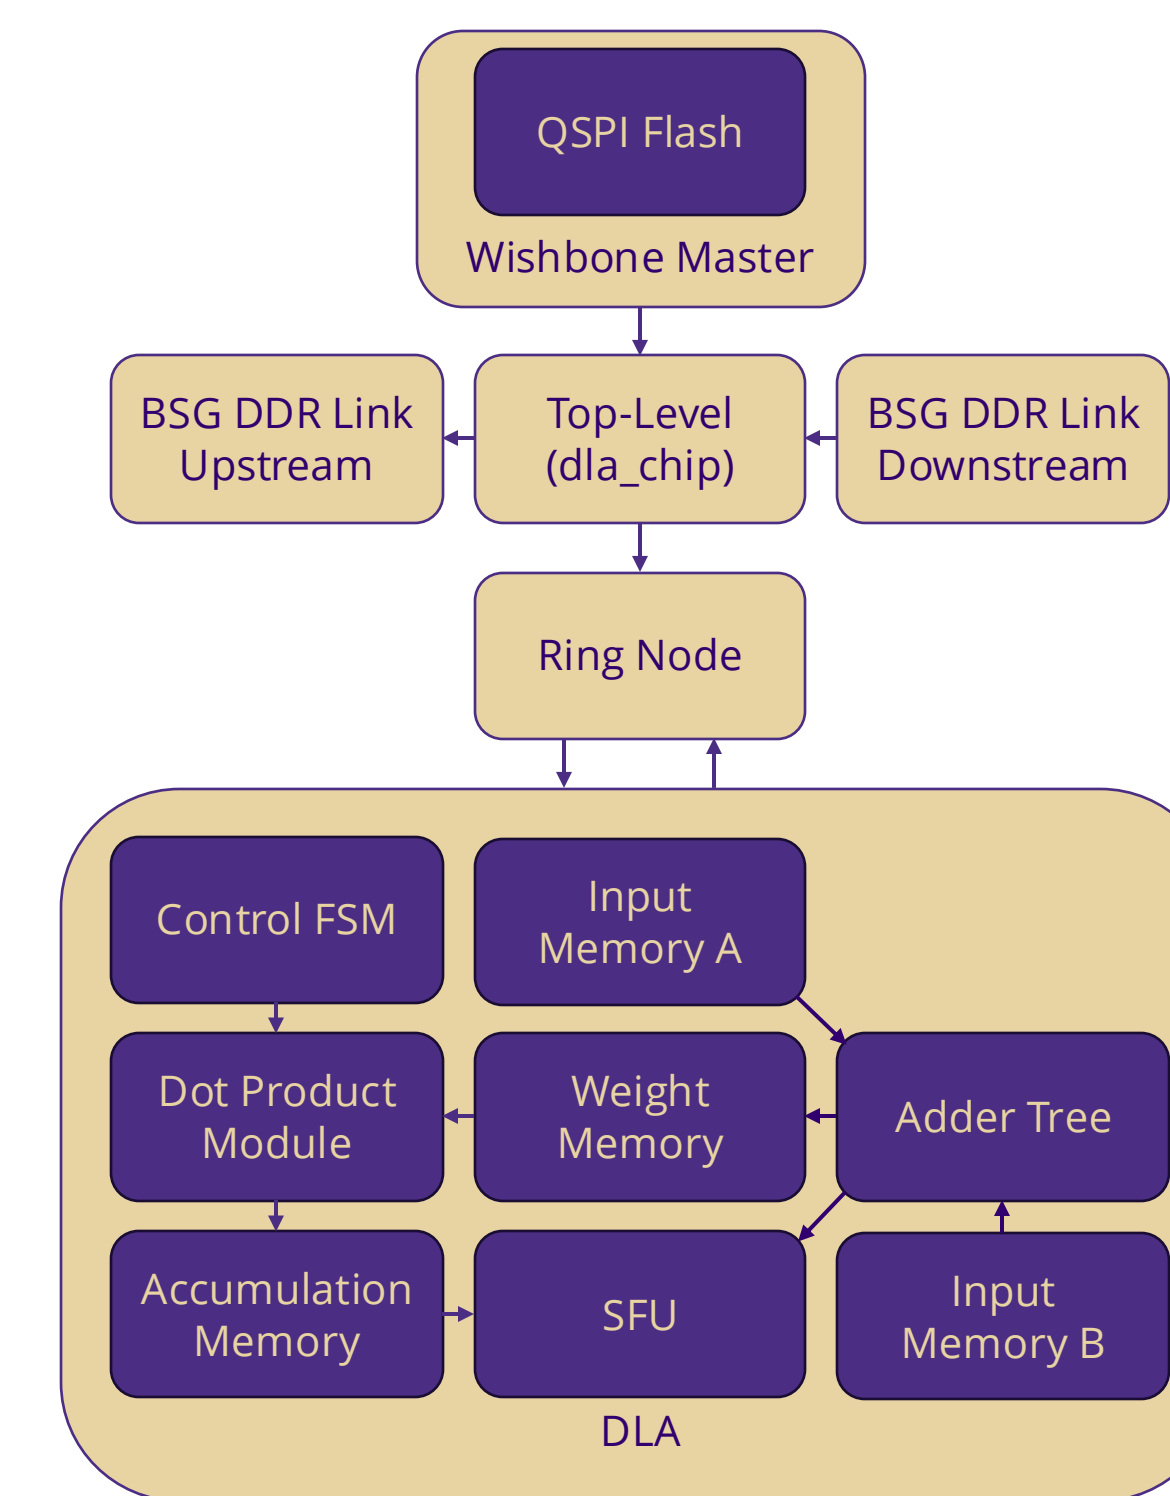 QSPI Flash
Wishbone Master
BSG DDR Link
Upstream
Top-Level
(dla_chip)
BSG DDR Link
Downstream
Ring Node
Control FSM
Input
Memory A
Dot Product
Module
Weight
Memory
Adder Tree
Accumulation
Memory
SFU
Input
Memory B
DLA